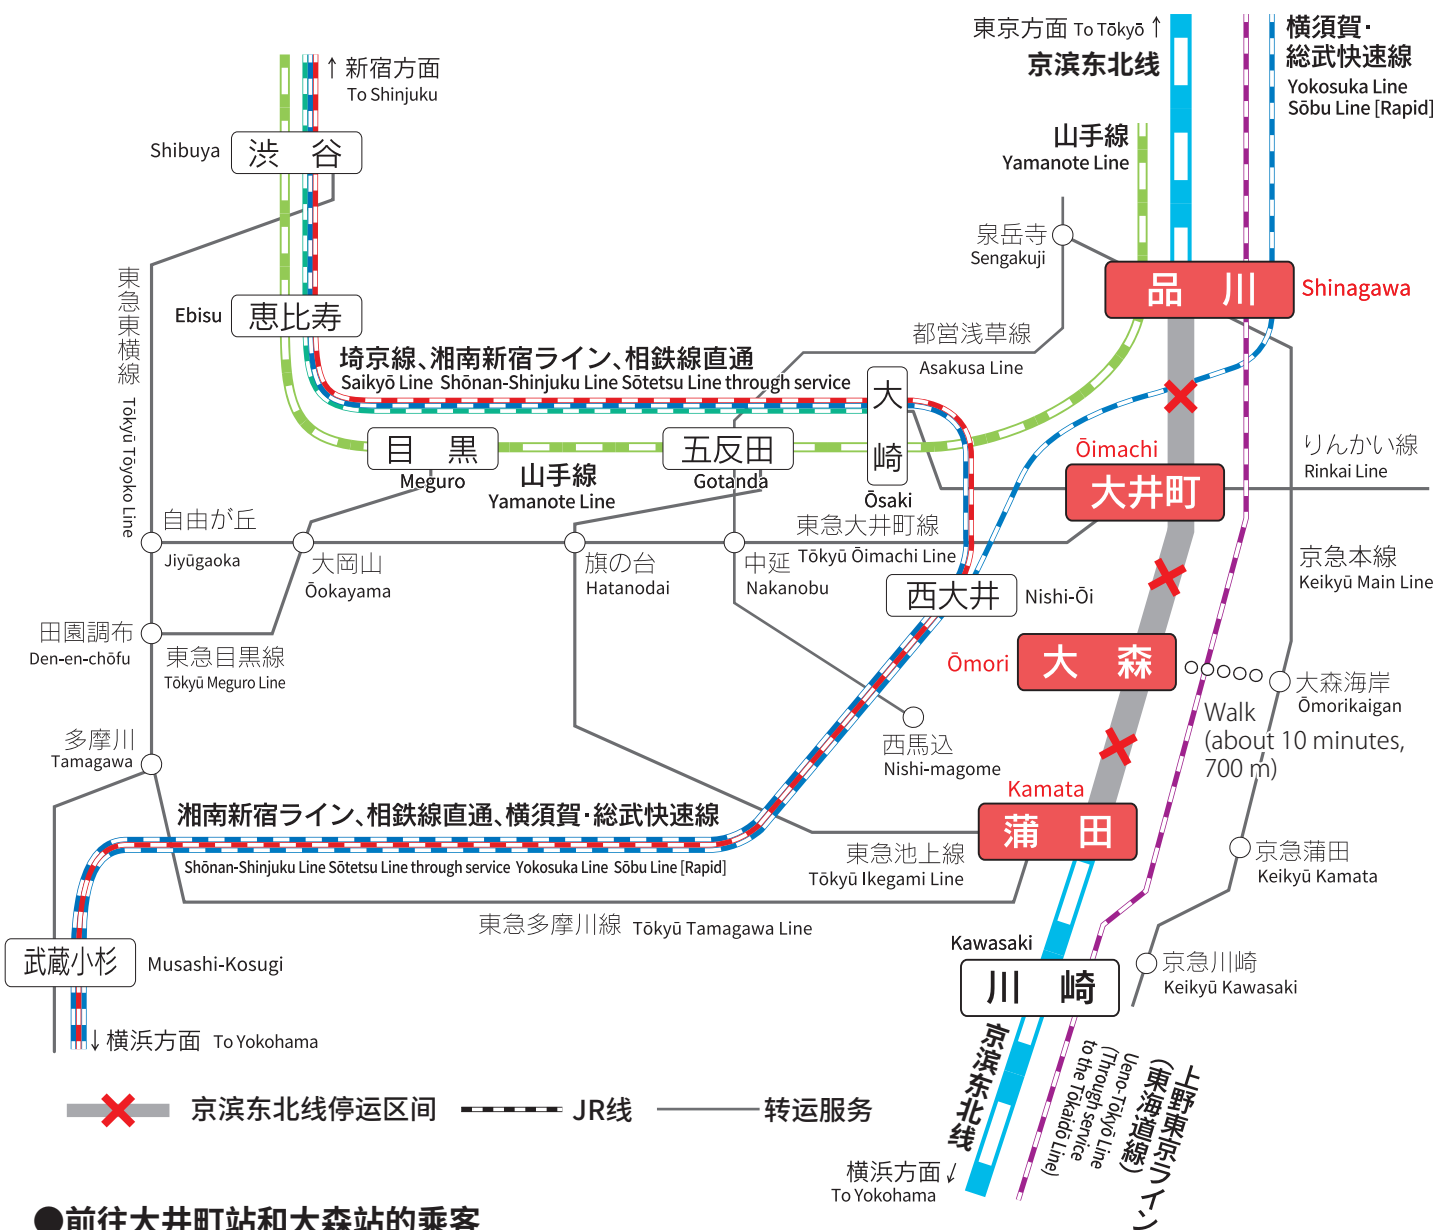 東京方面 To Tōkyō ↑
京滨东北线
横須賀・
総武快速線
Yokosuka Line
Sōbu Line [Rapid]
↑ 新宿方面
To Shinjuku
山手線
Yamanote Line
Shibuya
渋 谷
泉岳寺
Sengakuji
品 川
Shinagawa
東急東横線 Tōkyū Tōyoko Line
Ebisu
恵比寿
都営浅草線
Asakusa Line
埼京線、湘南新宿ライン、相鉄線直通
Saikyō Line Shōnan-Shinjuku Line Sōtetsu Line through service
大崎
Ōsaki
目 黒
Meguro
山手線
Yamanote Line
五反田
Gotanda
Ōimachi
大井町
りんかい線
Rinkai Line
自由が丘
Jiyūgaoka
大岡山
Ōokayama
旗の台
Hatanodai
中延
Nakanobu
東急大井町線
Tōkyū Ōimachi Line
京急本線
Keikyū Main Line
西大井
Nishi-Ōi
田園調布
Den-en-chōfu
東急目黒線
Tōkyū Meguro Line
Ōmori
大 森
大森海岸
Ōmorikaigan
Walk
(about 10 minutes,
700 m)
西馬込
Nishi-magome
多摩川
Tamagawa
Kamata
蒲 田
湘南新宿ライン、相鉄線直通、横須賀・総武快速線
Shōnan-Shinjuku Line Sōtetsu Line through service Yokosuka Line Sōbu Line [Rapid]
東急池上線
Tōkyū Ikegami Line
京急蒲田
Keikyū Kamata
東急多摩川線 Tōkyū Tamagawa Line
武蔵小杉
Musashi-Kosugi
Kawasaki
川 崎
京急川崎
Keikyū Kawasaki
↓ 横浜方面 To Yokohama
京滨东北线
上野東京ライン
(東海道線)
Ueno-Tōkyō Line
(Through service
to the Tōkaidō Line)
京滨东北线停运区间
JR线
转运服务
横浜方面 ↓
To Yokohama
●前往大井町站和大森站的乘客